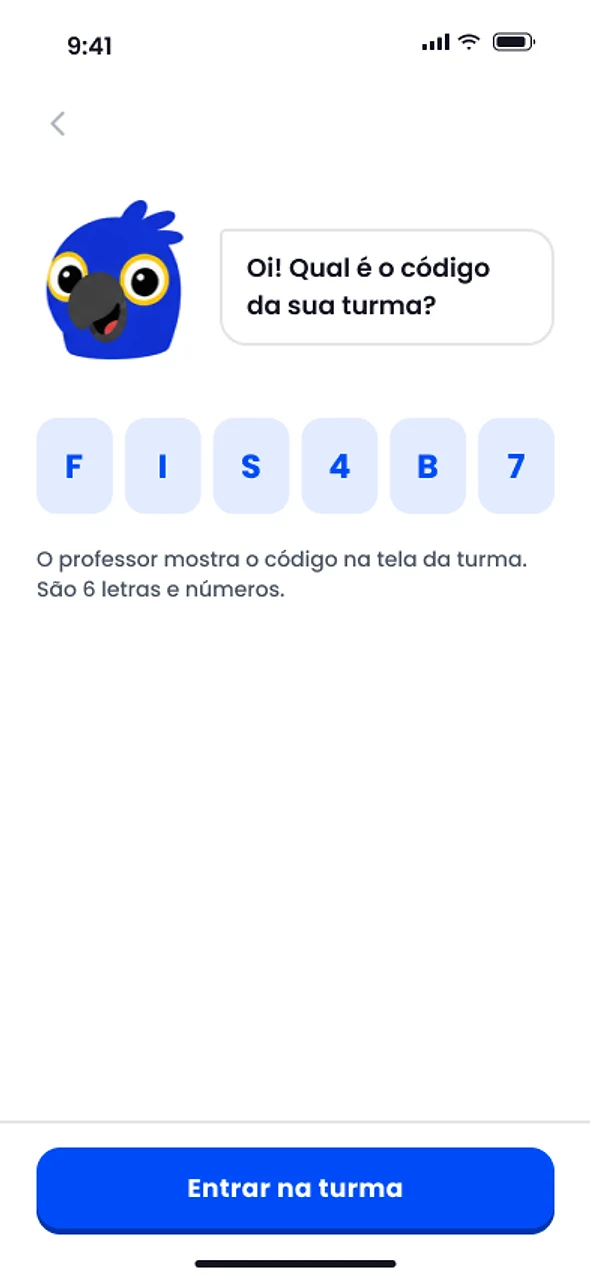 9:41
Oi! Qual é o código
da sua turma?
F I S 4 B 7
O professor mostra o código na tela da turma.
São 6 letras e números.
Entrar na turma